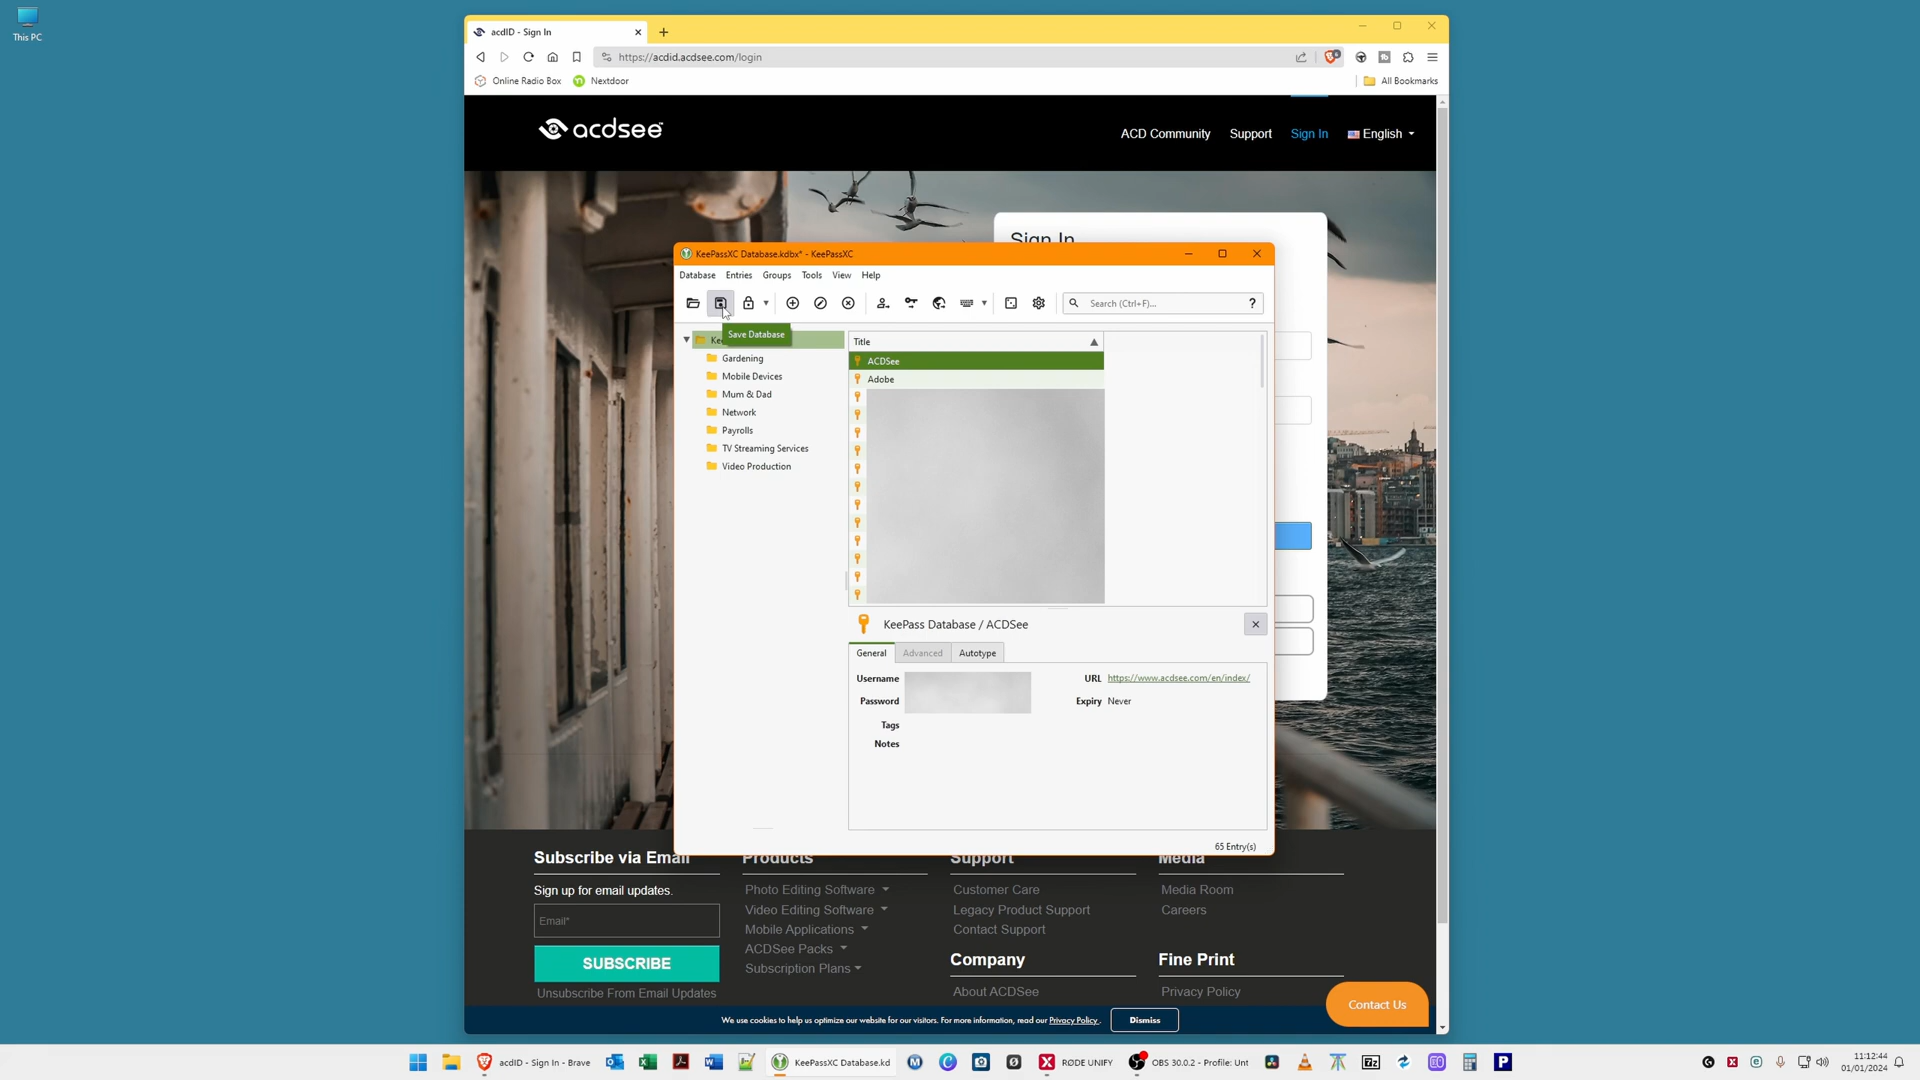 This PC
acdID - Sign In
https://acdid.acdsee.com/login
Online Radio Box
Nextdoor
All Bookmarks
acdsee
ACD Community
Support
Sign In
English
Sign In
KeePassXC Database.kdbx* - KeePassXC
Database
Entries
Groups
Tools
View
Help
Search (Ctrl+F)...
?
Save Database
Gardening
Mobile Devices
Mum & Dad
Network
Payrolls
TV Streaming Services
Video Production
Title
ACDSee
Adobe
KeePass Database / ACDSee
General
Advanced
Autotype
Username
URL
https://www.acdsee.com/en/index/
Password
Expiry
Never
Tags
Notes
65 Entry(s)
Subscribe via Email
Sign up for email updates.
Email*
SUBSCRIBE
Unsubscribe From Email Updates
Products
Photo Editing Software
Video Editing Software
Mobile Applications
ACDSee Packs
Subscription Plans
Support
Customer Care
Legacy Product Support
Contact Support
Company
About ACDSee
Media
Media Room
Careers
Fine Print
Privacy Policy
Contact Us
We use cookies to help us optimize our website for our visitors. For more information, read our Privacy Policy .
Dismiss
acdID - Sign In - Brave
KeePassXC Database.kd
RØDE UNIFY
OBS 30.0.2 - Profile: Unt
11:12:44
01/01/2024